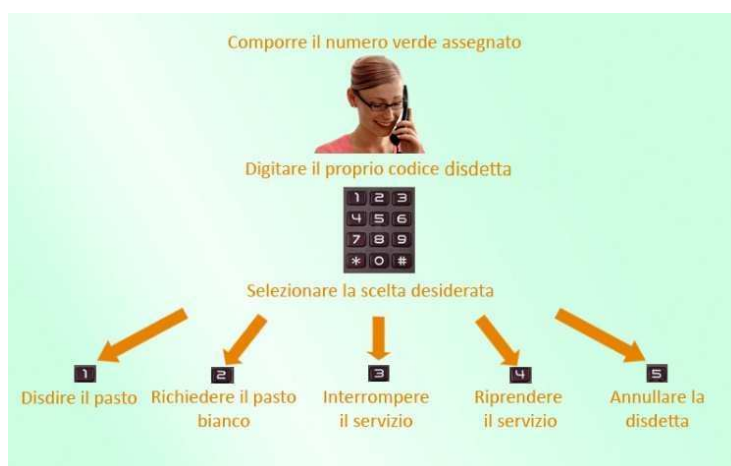 Comporre il numero verde assegnato
Digitare il proprio codice disdetta
1 2 3
4 5 6
7 8 9
* 0 #
Selezionare la scelta desiderata
1
2
3
4
5
Disdire il pasto
Richiedere il pasto
bianco
Interrompere
il servizio
Riprendere
il servizio
Annullare la
disdetta